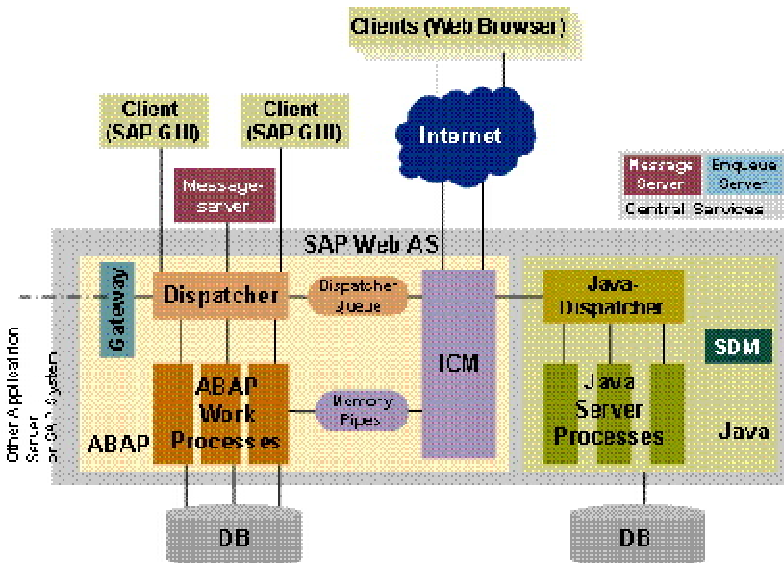 Clients (Web Browser)
Client
(SAP GUI)
Client
(SAP GUI)
Internet
Message-
server
Message
Server
Enqueue
Server
Central Services
SAP Web AS
Gateway
Dispatcher
Dispatcher
Queue
ICM
Java-
Dispatcher
SDM
ABAP
Work
Processes
Memory
Pipes
Java
Server
Processes
ABAP
Java
Other Application
Server
or SAP System
DB
DB